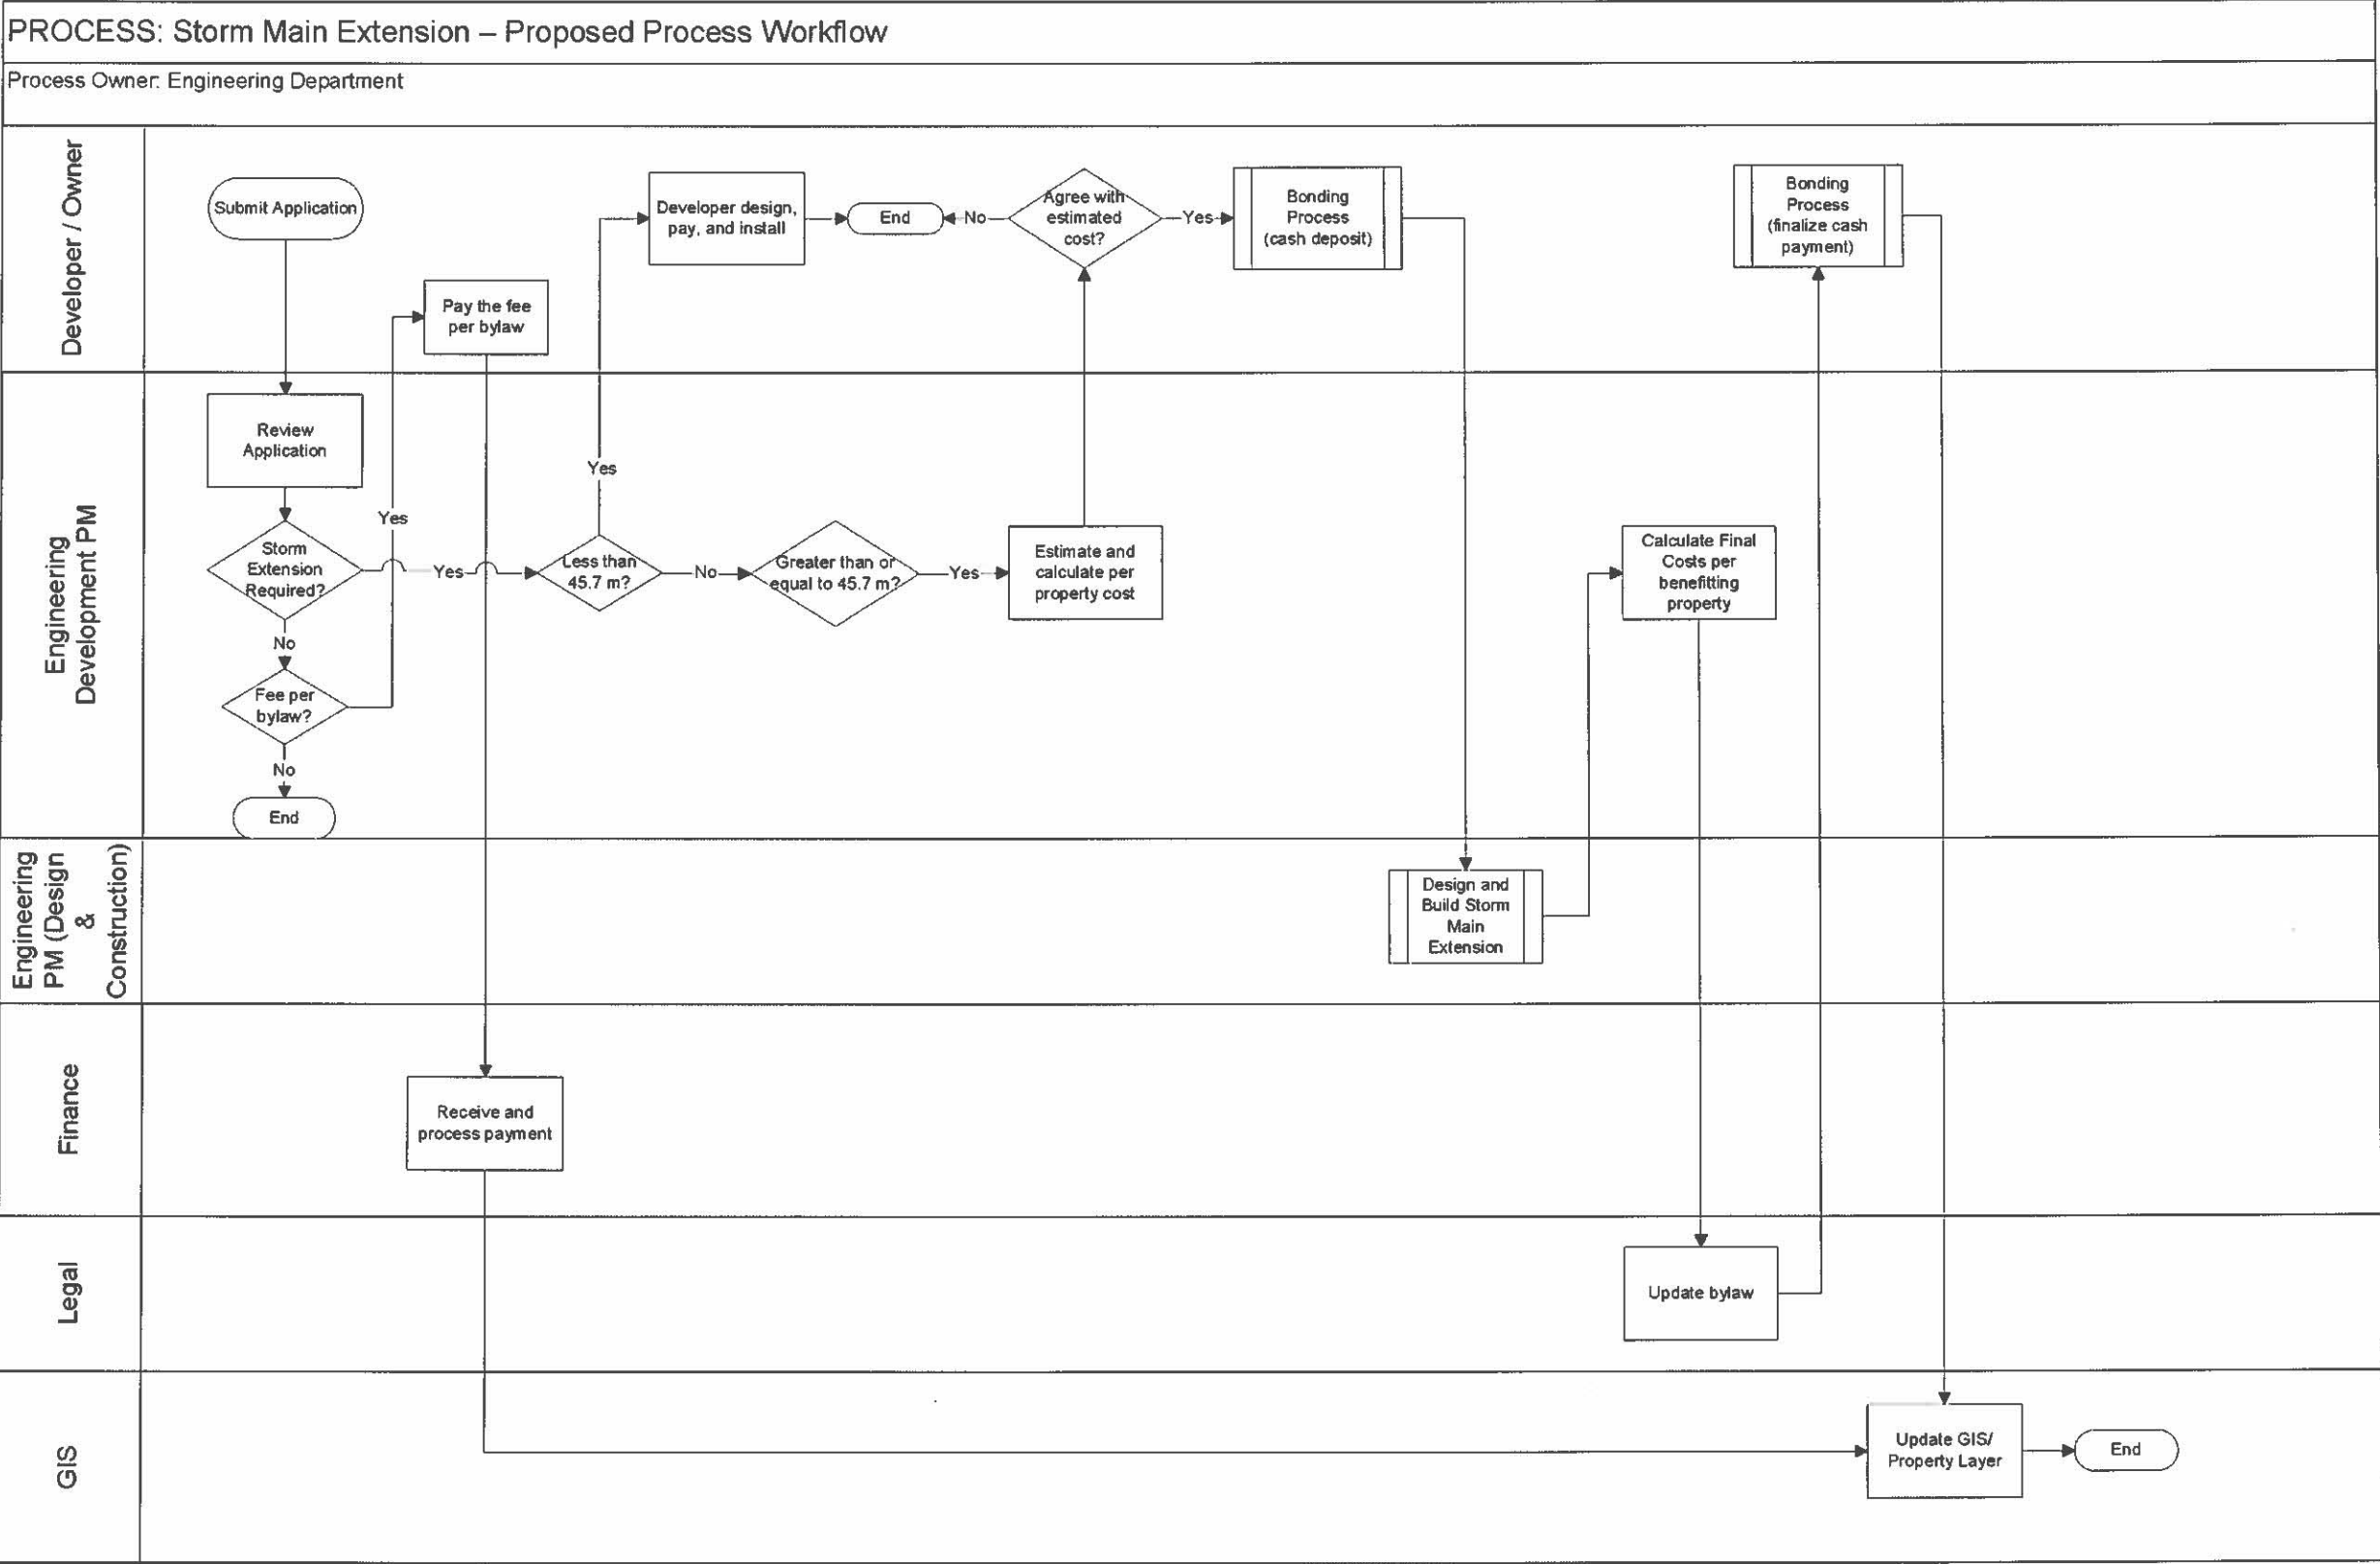 PROCESS: Storm Main Extension – Proposed Process Workflow
Process Owner: Engineering Department
Developer / Owner
Submit Application
Pay the fee
per bylaw
Developer design,
pay, and install
End
No
Agree with
estimated
cost?
Yes
Bonding
Process
(cash deposit)
Bonding
Process
(finalize cash
payment)
Engineering
Development PM
Review
Application
Storm
Extension
Required?
Yes
Yes
No
Fee per
bylaw?
No
End
Yes
Less than
45.7 m?
No
Greater than or
equal to 45.7 m?
Yes
Estimate and
calculate per
property cost
Calculate Final
Costs per
benefitting
property
Engineering
PM (Design
&
Construction)
Design and
Build Storm
Main
Extension
Finance
Receive and
process payment
Legal
Update bylaw
GIS
Update GIS/
Property Layer
End